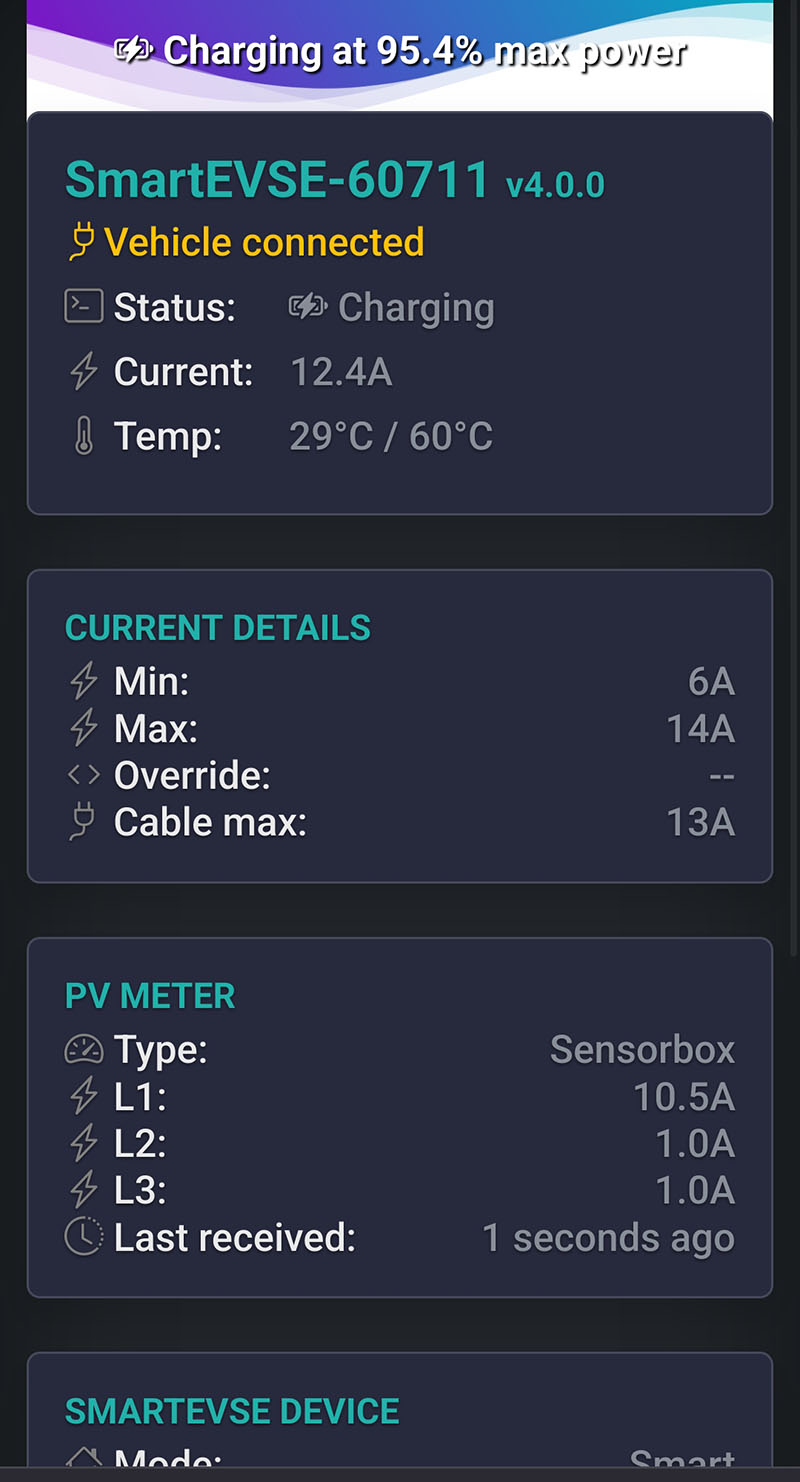 Charging at 95.4% max power
SmartEVSE-60711 v4.0.0
Vehicle connected
Status: Charging
Current: 12.4A
Temp: 29°C / 60°C
CURRENT DETAILS
Min: 6A
Max: 14A
Override: --
Cable max: 13A
PV METER
Type: Sensorbox
L1: 10.5A
L2: 1.0A
L3: 1.0A
Last received: 1 seconds ago
SMARTEVSE DEVICE
Mode: Smart